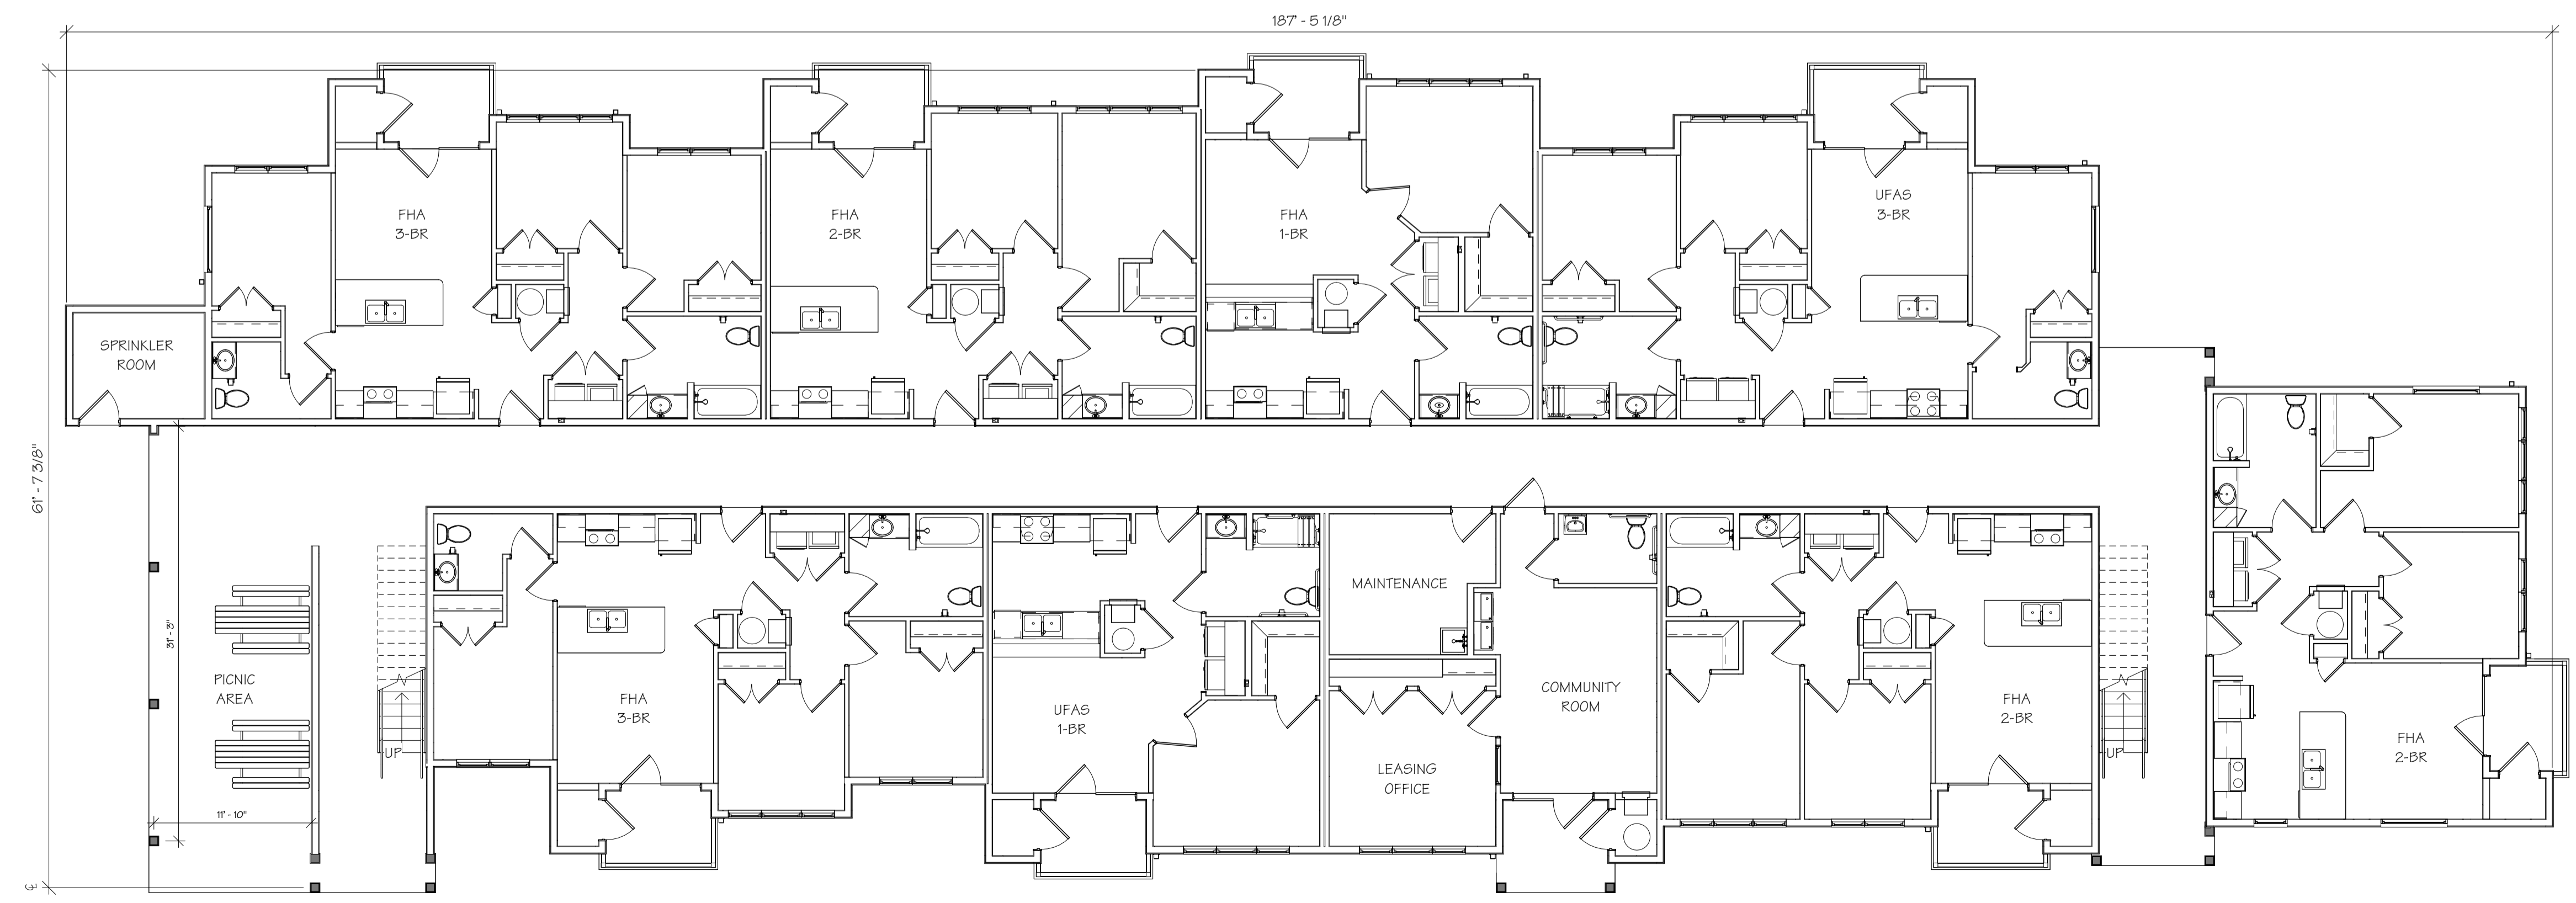 187' - 5 1/8"
61' - 7 3/8"
FHA
3-BR
FHA
2-BR
FHA
1-BR
UFAS
3-BR
SPRINKLER
ROOM
31' - 3"
PICNIC
AREA
11' - 10"
UP
FHA
3-BR
UFAS
1-BR
MAINTENANCE
LEASING
OFFICE
COMMUNITY
ROOM
FHA
2-BR
UP
FHA
2-BR